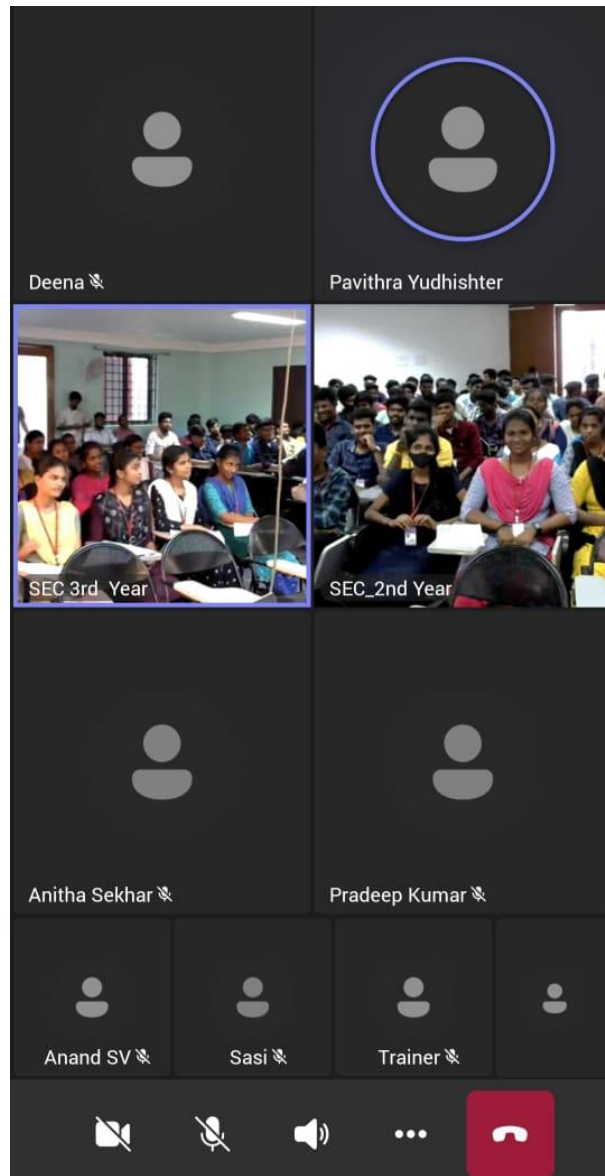 Deena
Pavithra Yudhishter
SEC 3rd Year
SEC_2nd Year
Anitha Sekhar
Pradeep Kumar
Anand SV
Sasi
Trainer